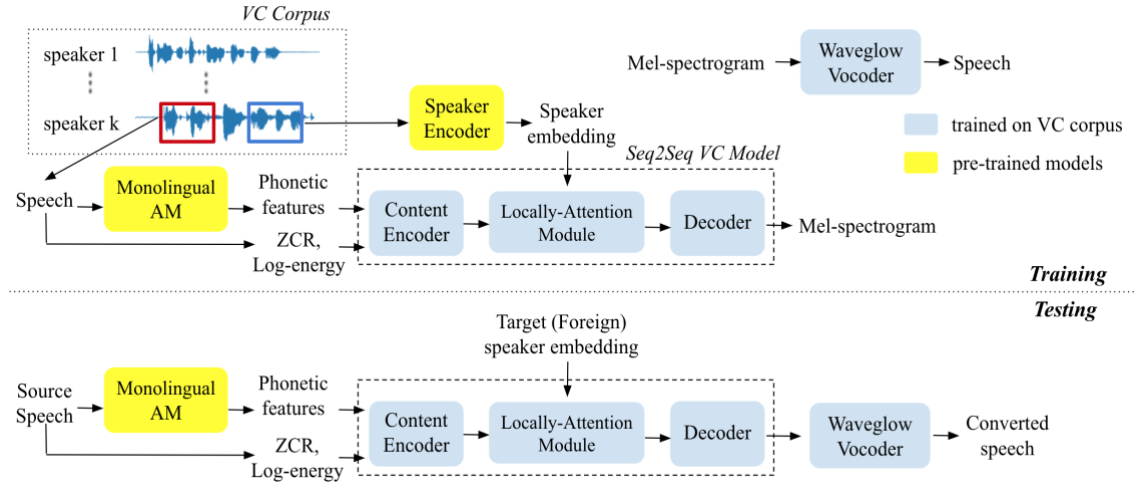 VC Corpus
speaker 1
speaker k
Speaker
Encoder
Speaker
embedding
Mel-spectrogram
Waveglow
Vocoder
Speech
trained on VC corpus
pre-trained models
Seq2Seq VC Model
Speech
Monolingual
AM
Phonetic
features
ZCR,
Log-energy
Content
Encoder
Locally-Attention
Module
Decoder
Mel-spectrogram
Training
Testing
Target (Foreign)
speaker embedding
Source
Speech
Monolingual
AM
Phonetic
features
ZCR,
Log-energy
Content
Encoder
Locally-Attention
Module
Decoder
Waveglow
Vocoder
Converted
speech